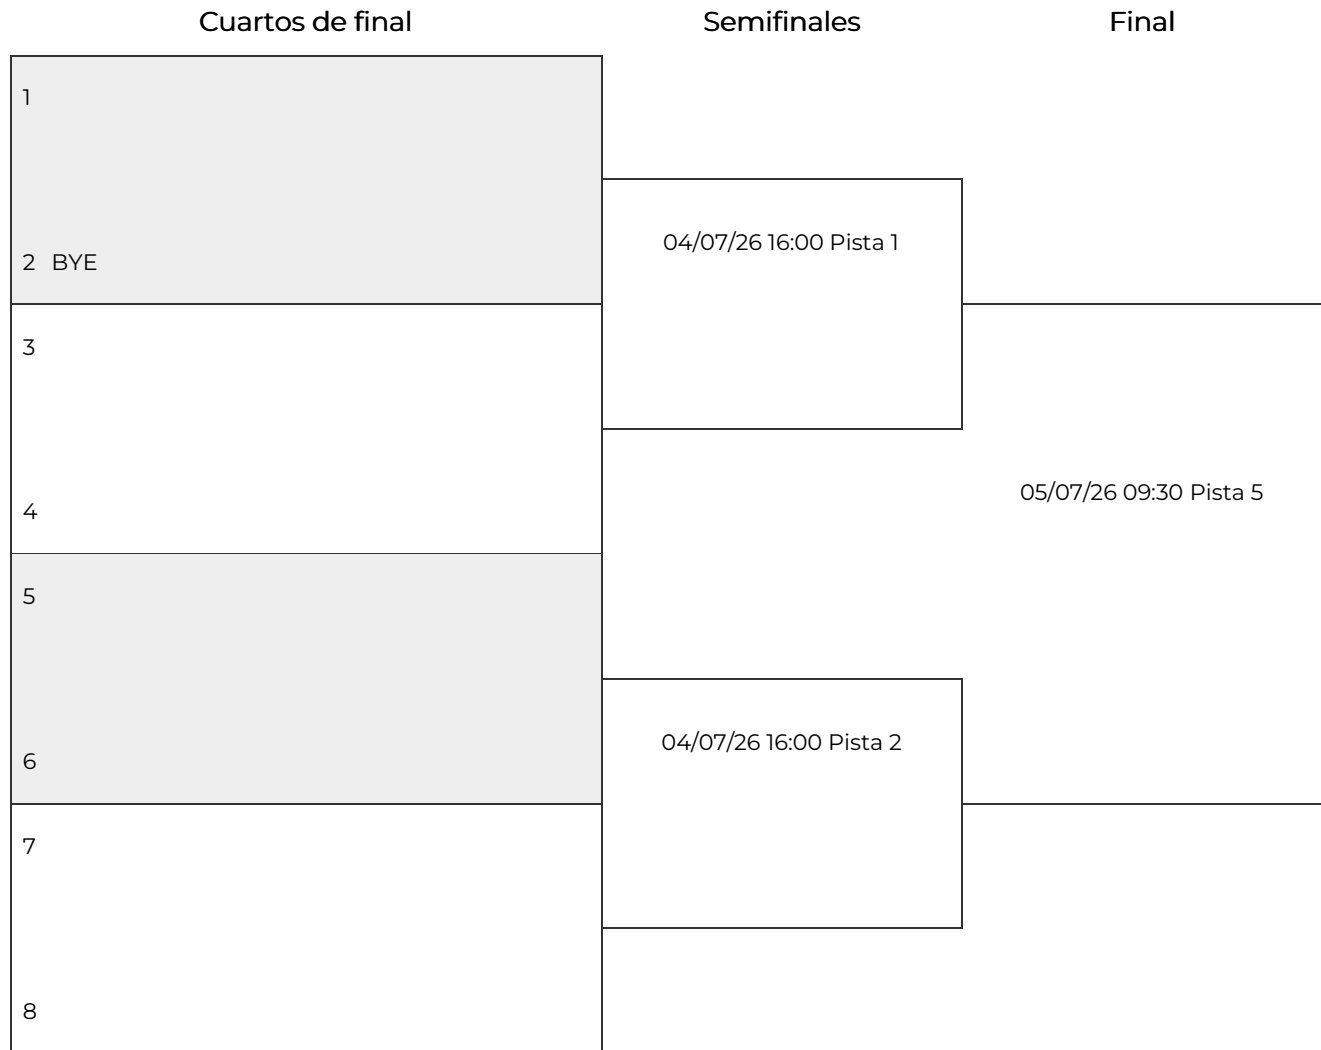 Cuartos de final
Semifinales
Final
1
2 BYE
3
4
5
6
7
8
04/07/26 16:00 Pista 1
04/07/26 16:00 Pista 2
05/07/26 09:30 Pista 5